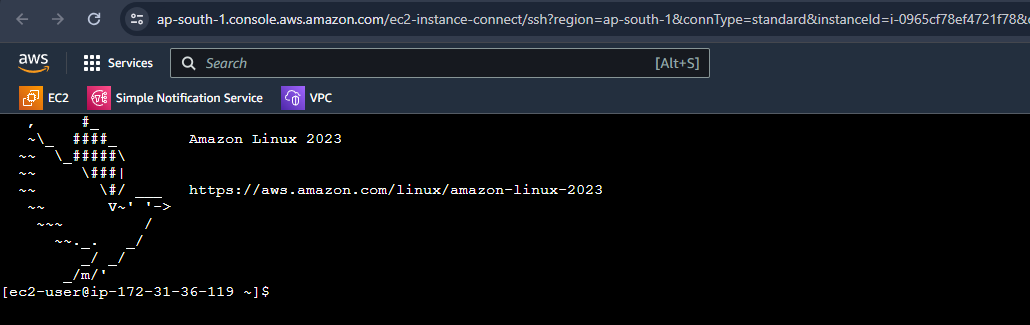 ap-south-1.console.aws.amazon.com/ec2-instance-connect/ssh?region=ap-south-1&connType=standard&instanceId=i-0965cf78ef4721f78&
aws Services Search [Alt+S]
EC2 Simple Notification Service VPC
   ,     #_
   ~\_  ####_        Amazon Linux 2023
  ~~  \_#####\
  ~~     \###|
  ~~       \#/ ___   https://aws.amazon.com/linux/amazon-linux-2023
   ~~       V~' '->
    ~~~         /
      ~~._.   _/
         _/ _/
       _/m/'
[ec2-user@ip-172-31-36-119 ~]$